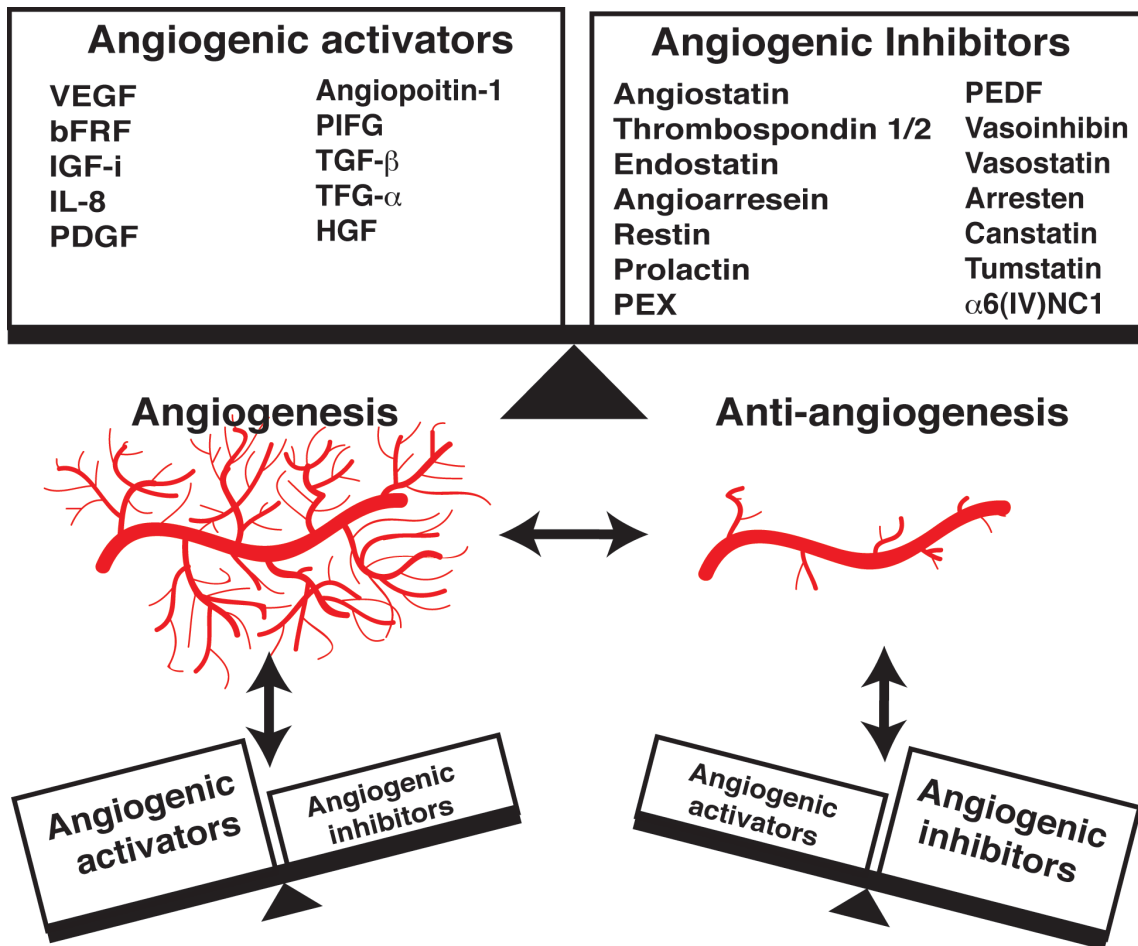 Angiogenic activators
VEGF
bFRF
IGF-i
IL-8
PDGF
Angiopoitin-1
PIFG
TGF-β
TFG-α
HGF
Angiogenic Inhibitors
Angiostatin
Thrombospondin 1/2
Endostatin
Angioarresein
Restin
Prolactin
PEX
PEDF
Vasoinhibin
Vasostatin
Arresten
Canstatin
Tumstatin
α6(IV)NC1
Angiogenesis
Anti-angiogenesis
Angiogenic
activators
Angiogenic
inhibitors
Angiogenic
activators
Angiogenic
inhibitors